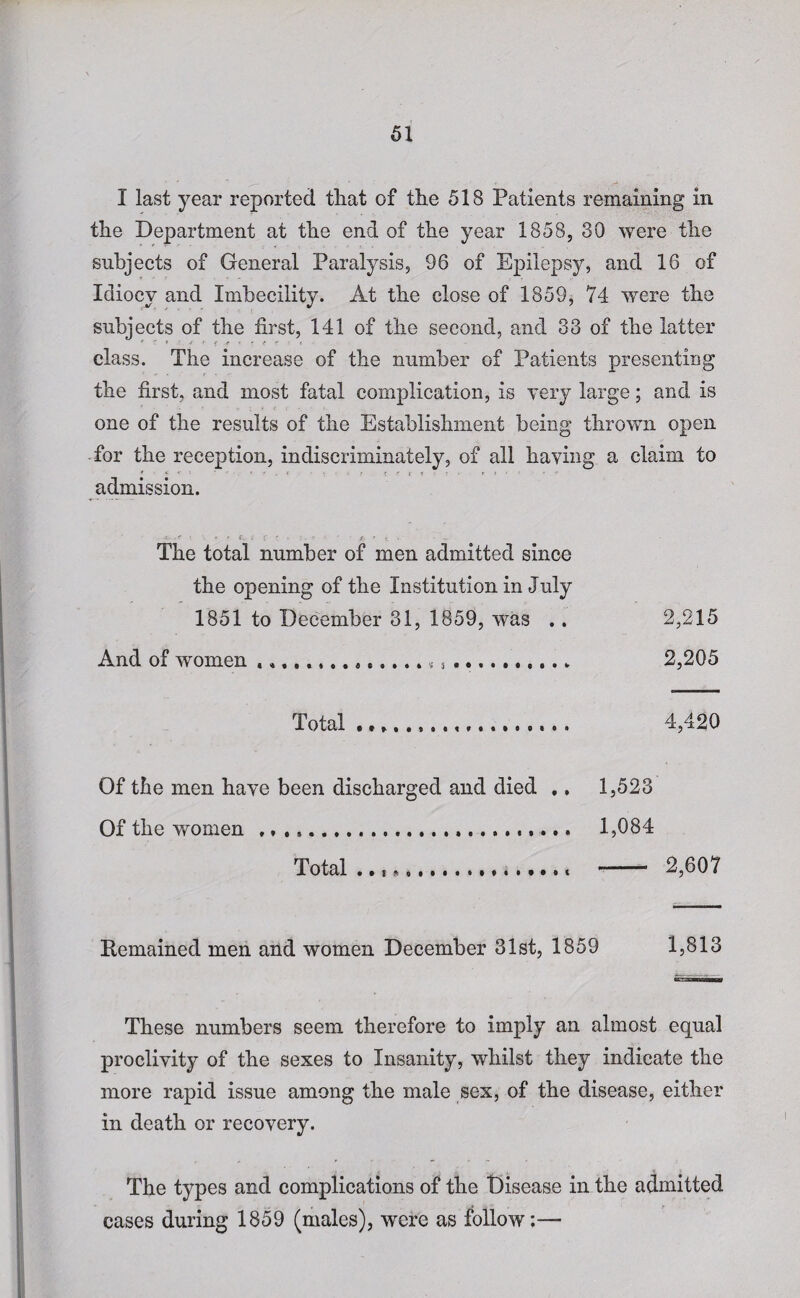 51
I last year reported that of the 518 Patients remaining in
the Department at the end of the year 1858, 30 were the
subjects of General Paralysis, 96 of Epilepsy, and 16 of
Idiocy and Imbecility. At the close of 1859, 74 were the
subjects of the first, 141 of the second, and 33 of the latter
class. The increase of the number of Patients presenting
the first, and most fatal complication, is very large; and is
one of the results of the Establishment being thrown open
for the reception, indiscriminately, of all having a claim to
admission.
The total number of men admitted since
the opening of the Institution in July
1851 to December 31, 1859, was .. 2,215
And of women .......................... 2,205
Total .................. 4,420
Of the men have been discharged and died .. 1,523
Of the women .......................... 1,084
Total .................. —— 2,607
Remained men and women December 31st, 1859 1,813
These numbers seem therefore to imply an almost equal
proclivity of the sexes to Insanity, whilst they indicate the
more rapid issue among the male sex, of the disease, either
in death or recovery.
The types and complications of the Disease in the admitted
cases during 1859 (males), were as follow:—